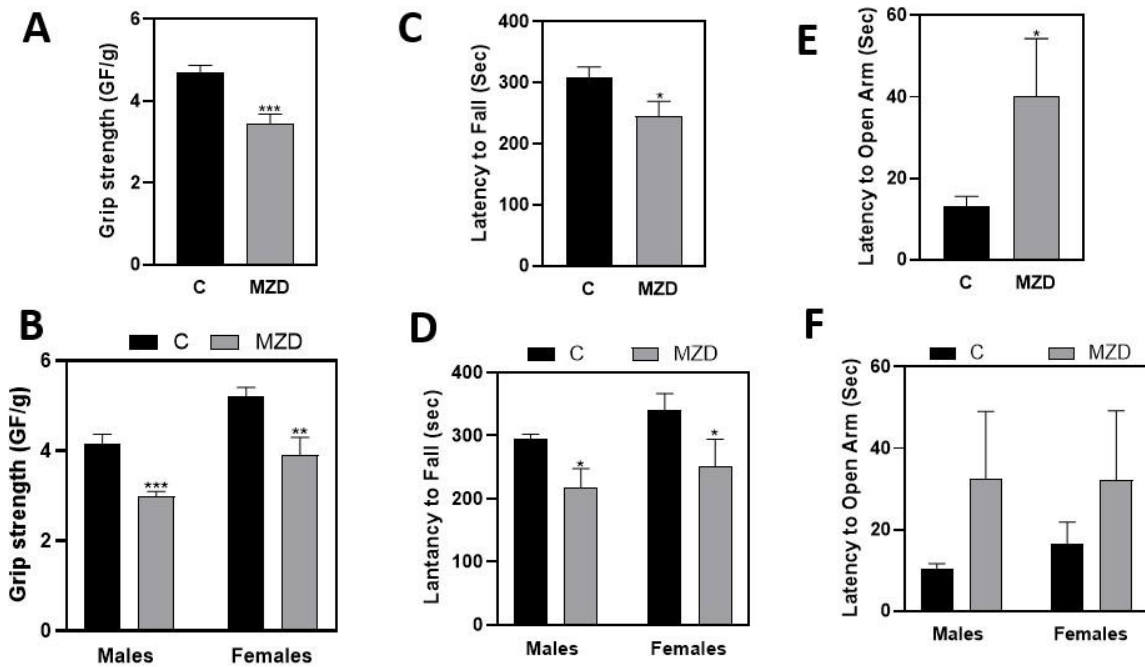 A
Grip strength (GF/g)
6
4
2
0
***
C MZD
C
Latency to Fall (Sec)
400
300
200
100
0
*
C MZD
E
Latency to Open Arm (Sec)
60
40
20
0
*
C MZD
B
C MZD
Grip strength (GF/g)
6
4
2
0
***
**
Males Females
D
C MZD
Lantancy to Fall (sec)
400
300
200
100
0
*
*
Males Females
F
C MZD
Latency to Open Arm (Sec)
60
40
20
0
Males Females